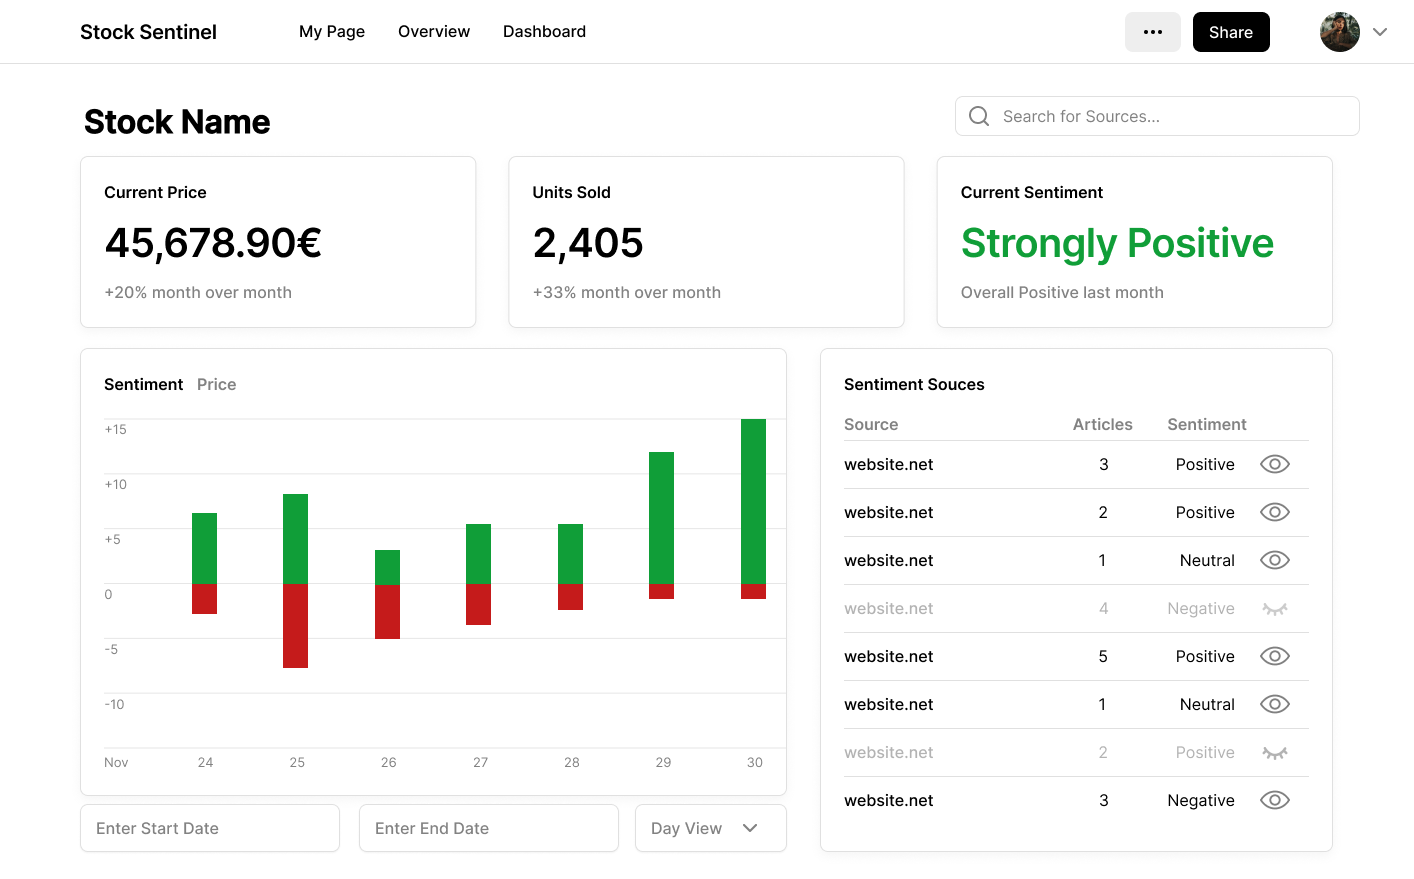 Stock Sentinel My Page Overview Dashboard ••• Share
Stock Name
Search for Sources...
Current Price
45,678.90€
+20% month over month
Units Sold
2,405
+33% month over month
Current Sentiment
Strongly Positive
Overall Positive last month
Sentiment Price
+15
+10
+5
0
-5
-10
Nov 24 25 26 27 28 29 30
Enter Start Date
Enter End Date
Day View
Sentiment Souces
Source Articles Sentiment
website.net 3 Positive
website.net 2 Positive
website.net 1 Neutral
website.net 4 Negative
website.net 5 Positive
website.net 1 Neutral
website.net 2 Positive
website.net 3 Negative